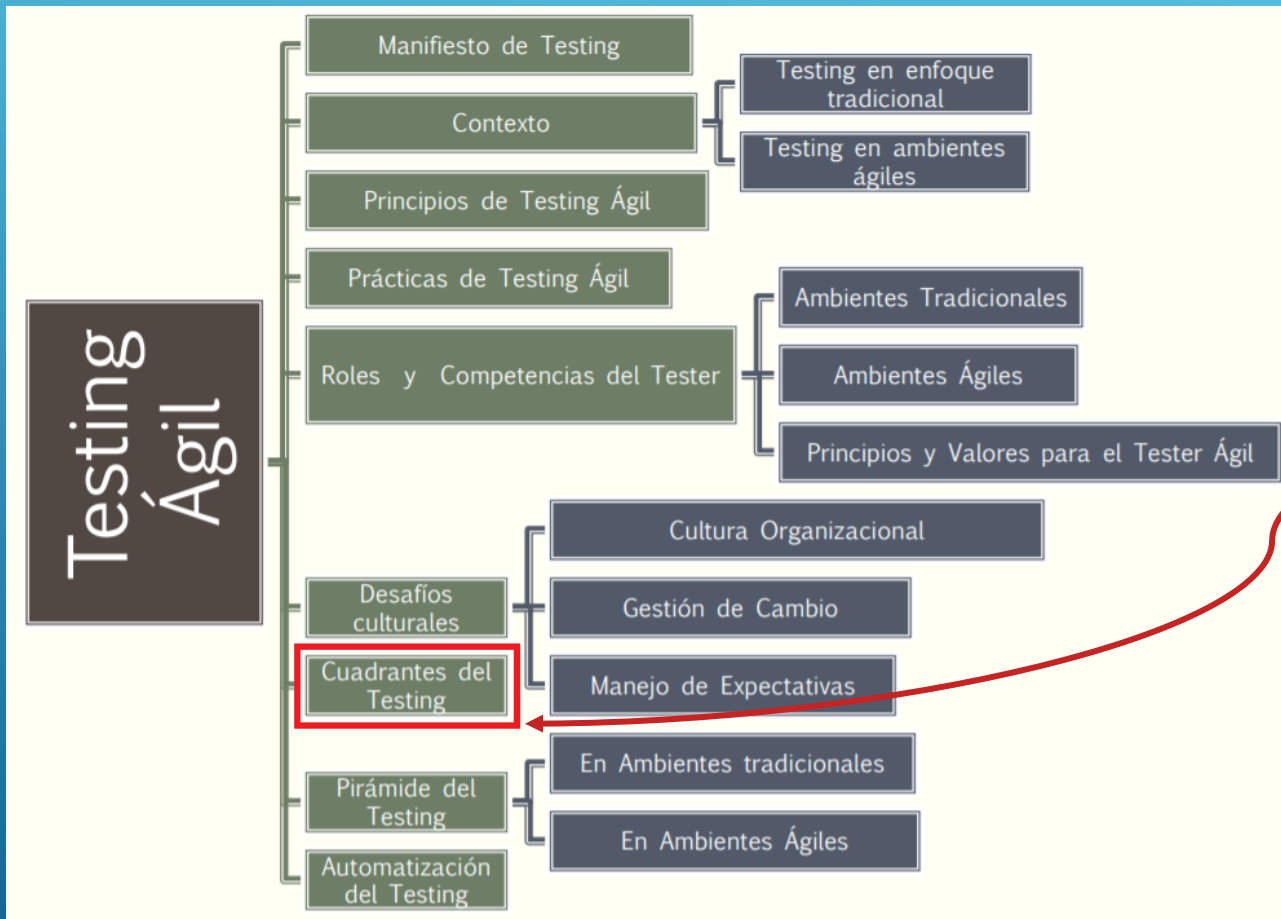 Testing
Ágil
Manifiesto de Testing
Contexto
Testing en enfoque
tradicional
Testing en ambientes
ágiles
Principios de Testing Ágil
Prácticas de Testing Ágil
Roles y Competencias del Tester
Ambientes Tradicionales
Ambientes Ágiles
Principios y Valores para el Tester Ágil
Desafíos
culturales
Cultura Organizacional
Gestión de Cambio
Manejo de Expectativas
Cuadrantes del
Testing
Pirámide del
Testing
En Ambientes tradicionales
En Ambientes Ágiles
Automatización
del Testing